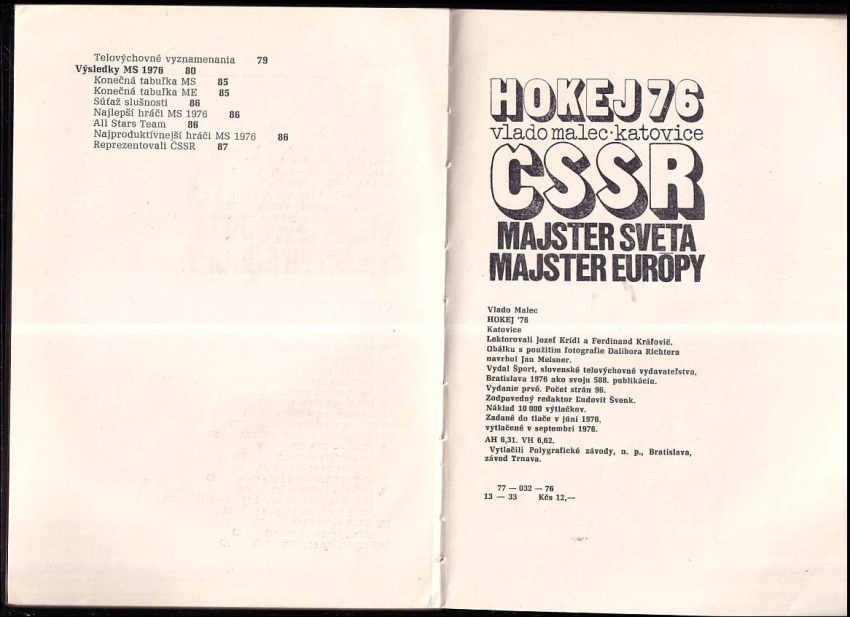 Telovýchovné vyznamenania 79
Výsledky MS 1976 80
Konečná tabuľka MS 85
Konečná tabuľka ME 85
Súťaž slušnosti 86
Najlepší hráči MS 1976 86
All Stars Team 86
Najproduktívnejší hráči MS 1976 86
Reprezentovali ČSSR 87
HOKEJ 76
vlado malec·katovice
ČSSR
MAJSTER SVETA
MAJSTER EURÓPY
Vlado Malec
HOKEJ '76
Katovice
Lektorovali Jozef Krídl a Ferdinand Kráľovič.
Obálku s použitím fotografie Dalibora Richtera
navrhol Jan Meisner.
Vydal Šport, slovenské telovýchovné vydavateľstvo,
Bratislava 1976 ako svoju 588. publikáciu.
Vydanie prvé. Počet strán 96.
Zodpovedný redaktor Ľudovít Švenk.
Náklad 10 000 výtlačkov.
Zadané do tlače v júni 1976,
vytlačené v septembri 1976.
AH 6,31. VH 6,62.
Vytlačili Polygrafické závody, n. p., Bratislava,
závod Trnava.
77 — 032 — 76
13 — 33 Kčs 12,—